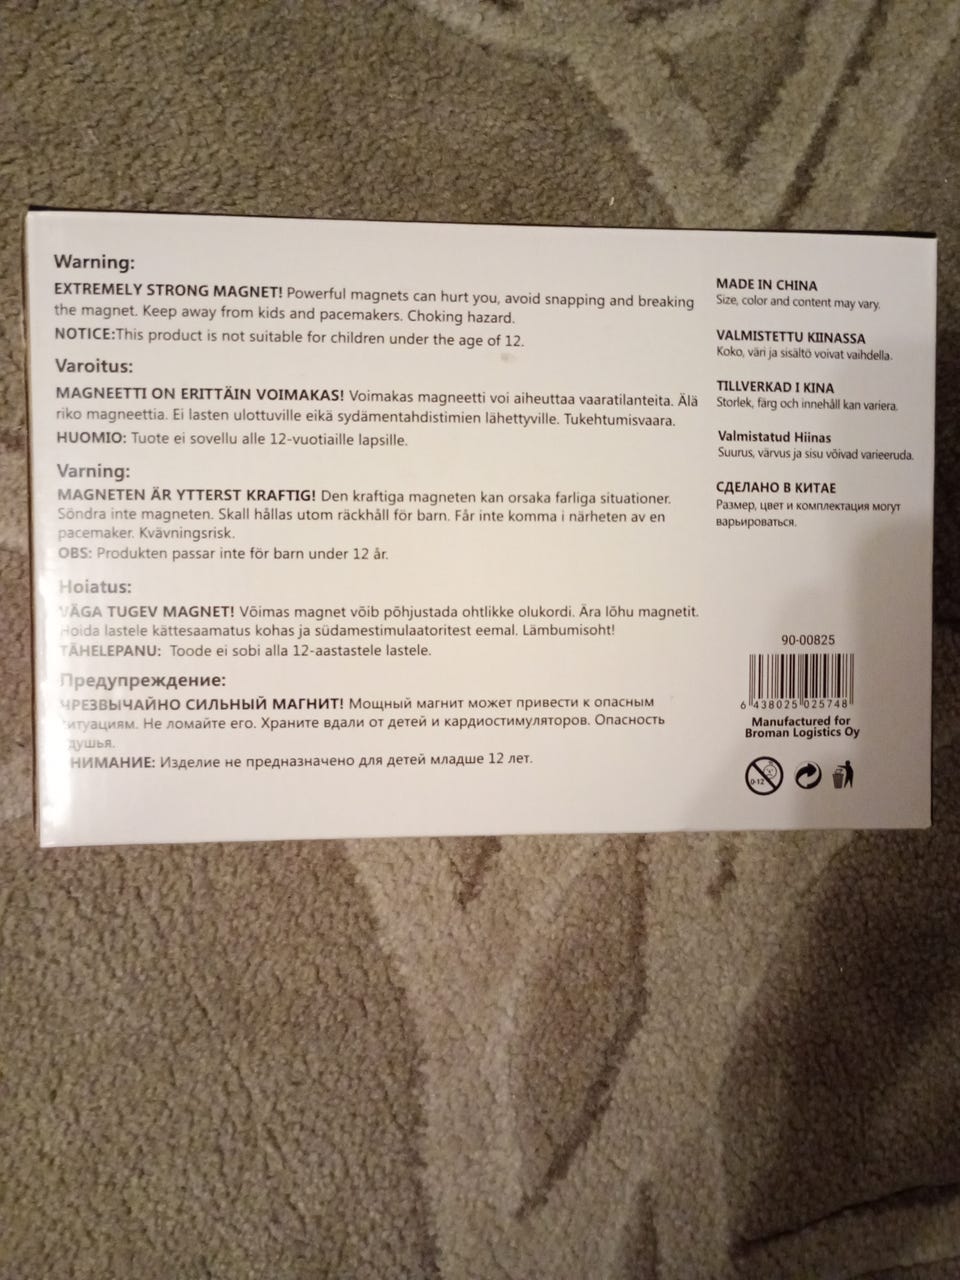 Warning:
EXTREMELY STRONG MAGNET! Powerful magnets can hurt you, avoid snapping and breaking
the magnet. Keep away from kids and pacemakers. Choking hazard.
NOTICE:This product is not suitable for children under the age of 12.
Varoitus:
MAGNEETTI ON ERITTÄIN VOIMAKAS! Voimakas magneetti voi aiheuttaa vaaratilanteita. Älä
riko magneettia. Ei lasten ulottuville eikä sydämentahdistimien lähettyville. Tukehtumisvaara.
HUOMIO: Tuote ei sovellu alle 12-vuotiaille lapsille.
Varning:
MAGNETEN ÄR YTTERST KRAFTIG! Den kraftiga magneten kan orsaka farliga situationer.
Söndra inte magneten. Skall hållas utom räckhåll för barn. Får inte komma i närheten av en
pacemaker. Kvävningsrisk.
OBS: Produkten passar inte för barn under 12 år.
Hoiatus:
VÄGA TUGEV MAGNET! Võimas magnet võib põhjustada ohtlikke olukordi. Ära lõhu magnetit.
Hoida lastele kättesaamatus kohas ja südamestimulaatoritest eemal. Lämbumisoht!
TÄHELEPANU: Toode ei sobi alla 12-aastastele lastele.
Предупреждение:
ЧРЕЗВЫЧАЙНО СИЛЬНЫЙ МАГНИТ! Мощный магнит может привести к опасным
ситуациям. Не ломайте его. Храните вдали от детей и кардиостимуляторов. Опасность
удушья.
ВНИМАНИЕ: Изделие не предназначено для детей младше 12 лет.
MADE IN CHINA
Size, color and content may vary.
VALMISTETTU KIINASSA
Koko, väri ja sisältö voivat vaihdella.
TILLVERKAD I KINA
Storlek, färg och innehåll kan variera.
Valmistatud Hiinas
Suurus, värvus ja sisu võivad varieeruda.
СДЕЛАНО В КИТАЕ
Размер, цвет и комплектация могут
варьироваться.
90-00825
6 438025 025748
Manufactured for
Broman Logistics Oy
0-12